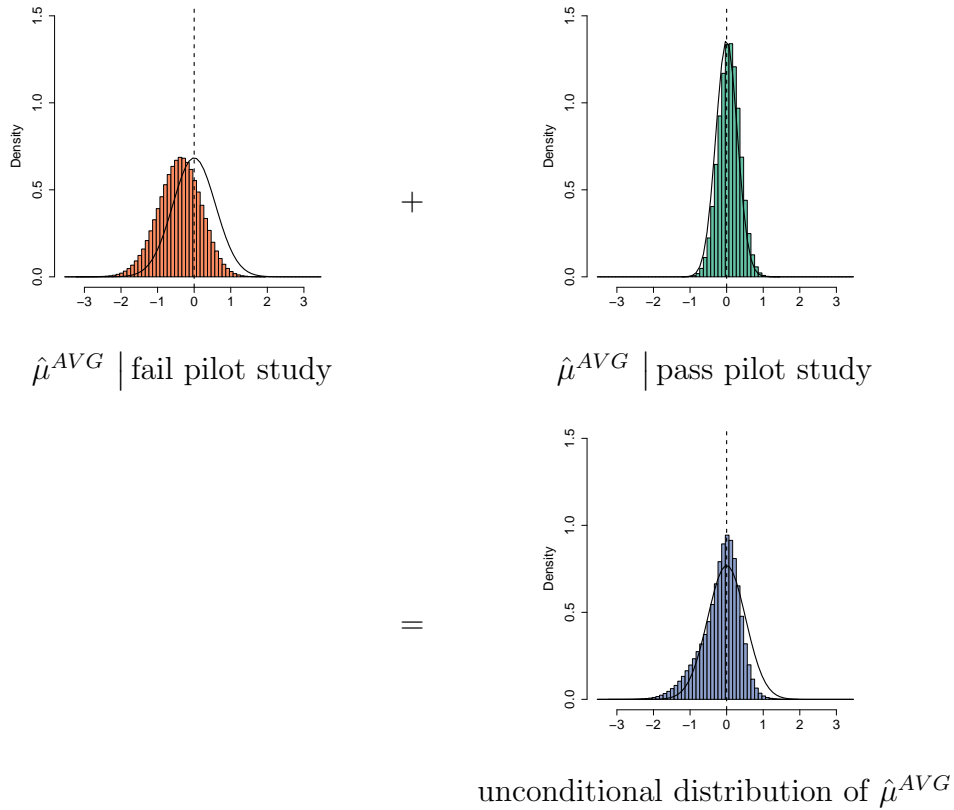 1.5
1.0
0.5
0.0
Density
−3 −2 −1 0 1 2 3
μ̂^{AVG} | fail pilot study
+
1.5
1.0
0.5
0.0
Density
−3 −2 −1 0 1 2 3
μ̂^{AVG} | pass pilot study
=
1.5
1.0
0.5
0.0
Density
−3 −2 −1 0 1 2 3
unconditional distribution of μ̂^{AVG}